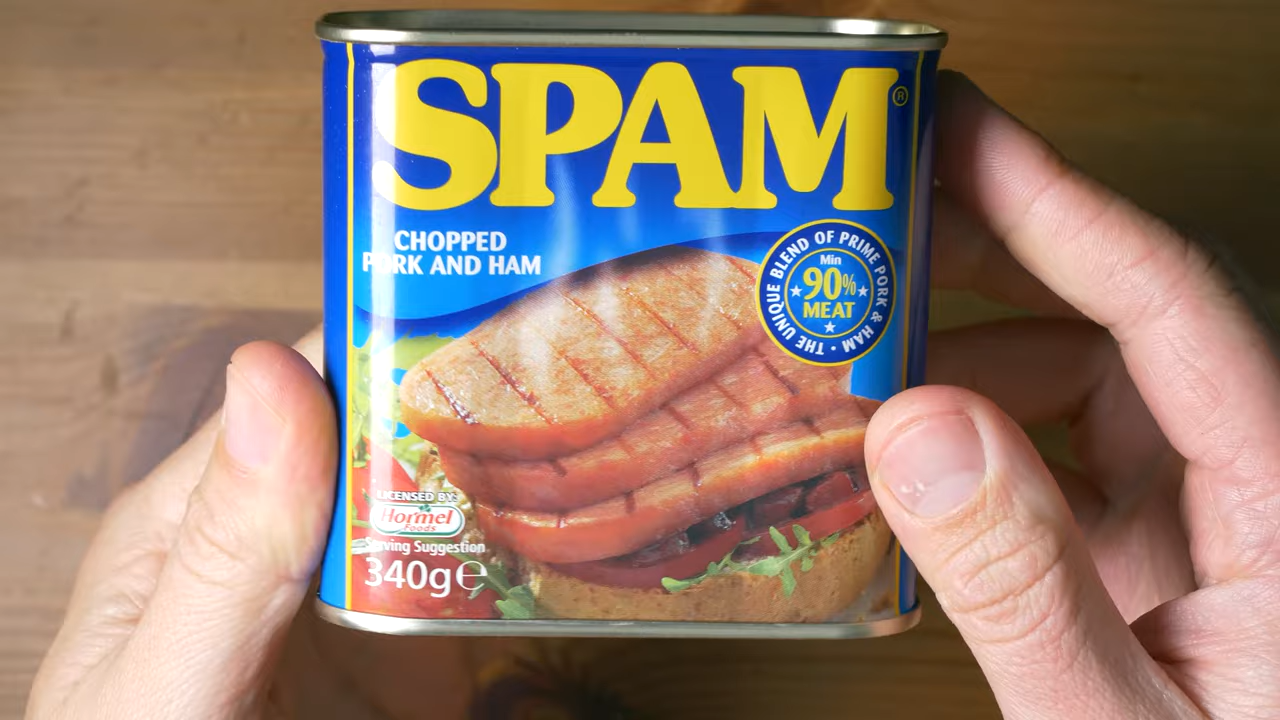 SPAM®
CHOPPED
PORK AND HAM
THE UNIQUE BLEND OF PRIME PORK & HAM •
Min
90%
MEAT
LICENSED BY:
Hormel
Foods
Serving Suggestion
340g℮